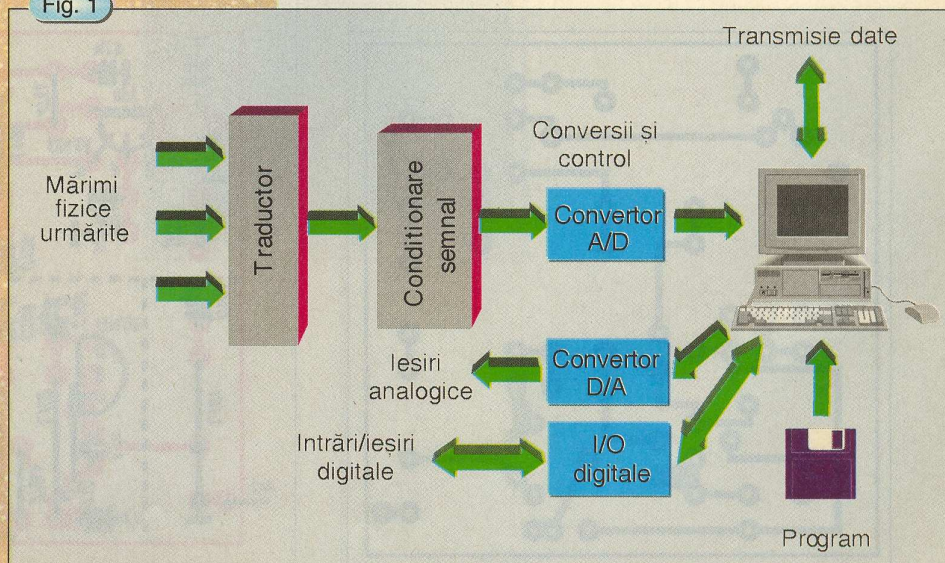 Fig. 1
Transmisie date
Mărimi
fizice
urmărite
Traductor
Conditionare
semnal
Conversii și
control
Convertor
A/D
Iesiri
analogice
Convertor
D/A
Intrări/ieșiri
digitale
I/O
digitale
Program